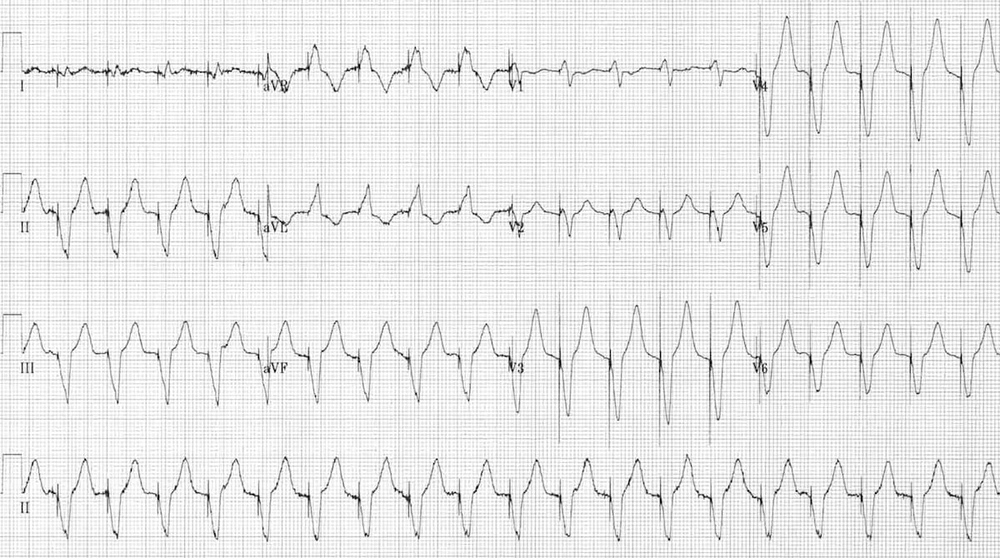 I aVR V1 V4
II aVL V2 V5
III aVF V3 V6
II